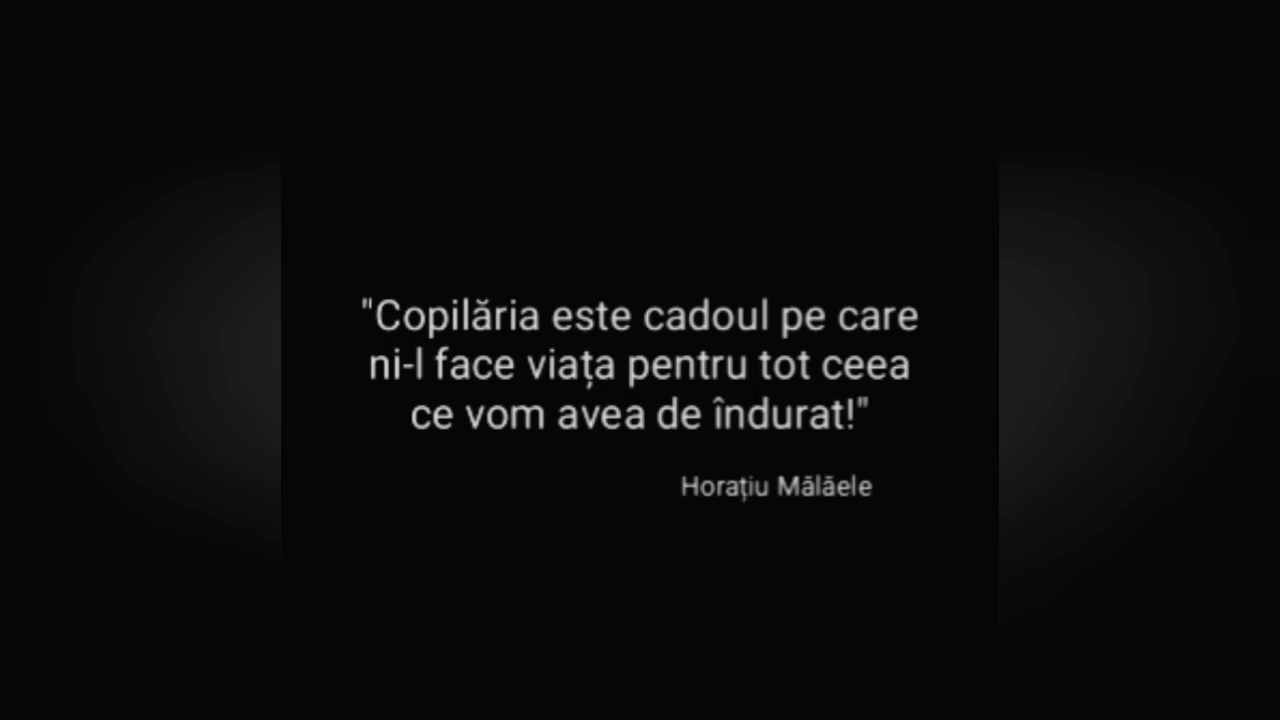 "Copilăria este cadoul pe care
ni-l face viața pentru tot ceea
ce vom avea de îndurat!"
Horațiu Mălăele